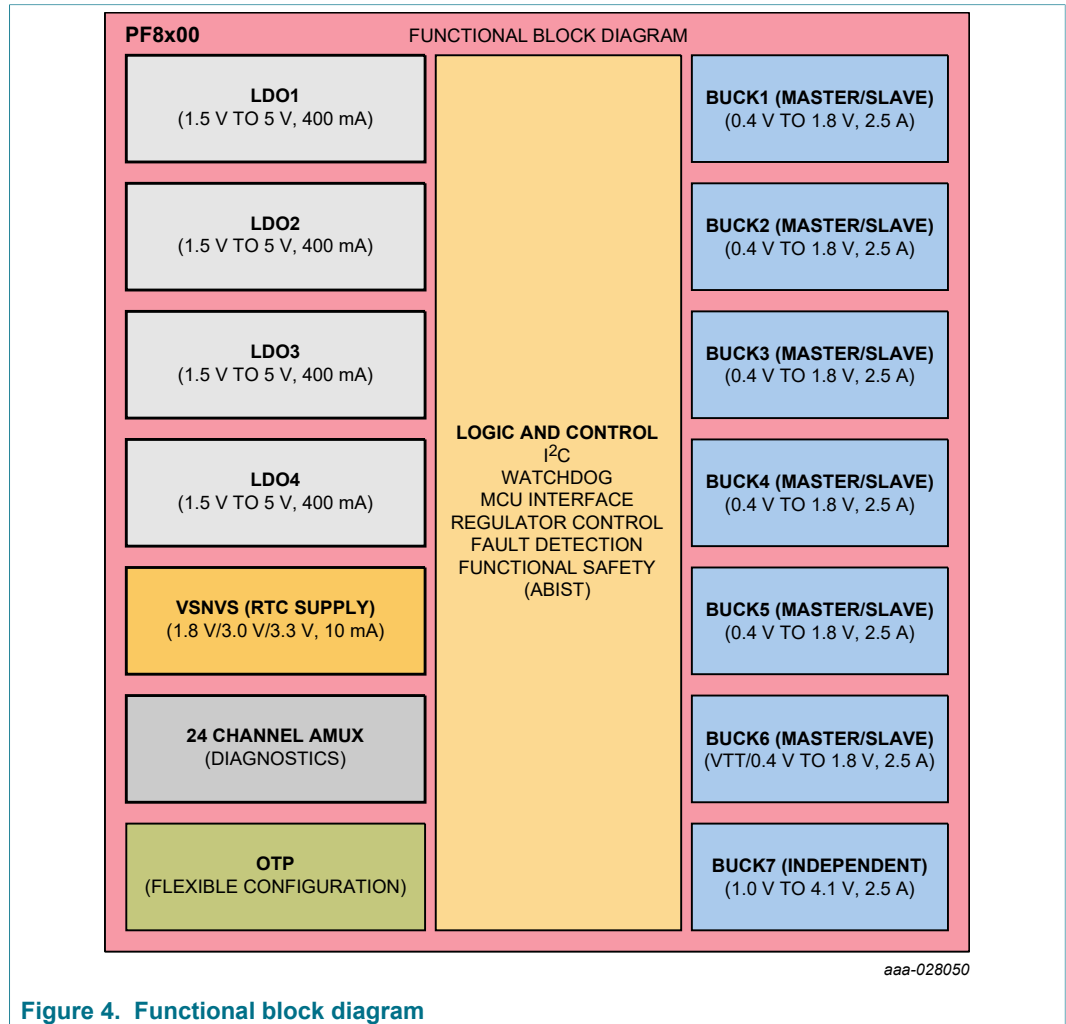 PF8x00
FUNCTIONAL BLOCK DIAGRAM
LDO1
(1.5 V TO 5 V, 400 mA)
LDO2
(1.5 V TO 5 V, 400 mA)
LDO3
(1.5 V TO 5 V, 400 mA)
LDO4
(1.5 V TO 5 V, 400 mA)
VSNVS (RTC SUPPLY)
(1.8 V/3.0 V/3.3 V, 10 mA)
24 CHANNEL AMUX
(DIAGNOSTICS)
OTP
(FLEXIBLE CONFIGURATION)
LOGIC AND CONTROL
I2C
WATCHDOG
MCU INTERFACE
REGULATOR CONTROL
FAULT DETECTION
FUNCTIONAL SAFETY
(ABIST)
BUCK1 (MASTER/SLAVE)
(0.4 V TO 1.8 V, 2.5 A)
BUCK2 (MASTER/SLAVE)
(0.4 V TO 1.8 V, 2.5 A)
BUCK3 (MASTER/SLAVE)
(0.4 V TO 1.8 V, 2.5 A)
BUCK4 (MASTER/SLAVE)
(0.4 V TO 1.8 V, 2.5 A)
BUCK5 (MASTER/SLAVE)
(0.4 V TO 1.8 V, 2.5 A)
BUCK6 (MASTER/SLAVE)
(VTT/0.4 V TO 1.8 V, 2.5 A)
BUCK7 (INDEPENDENT)
(1.0 V TO 4.1 V, 2.5 A)
aaa-028050
Figure 4. Functional block diagram